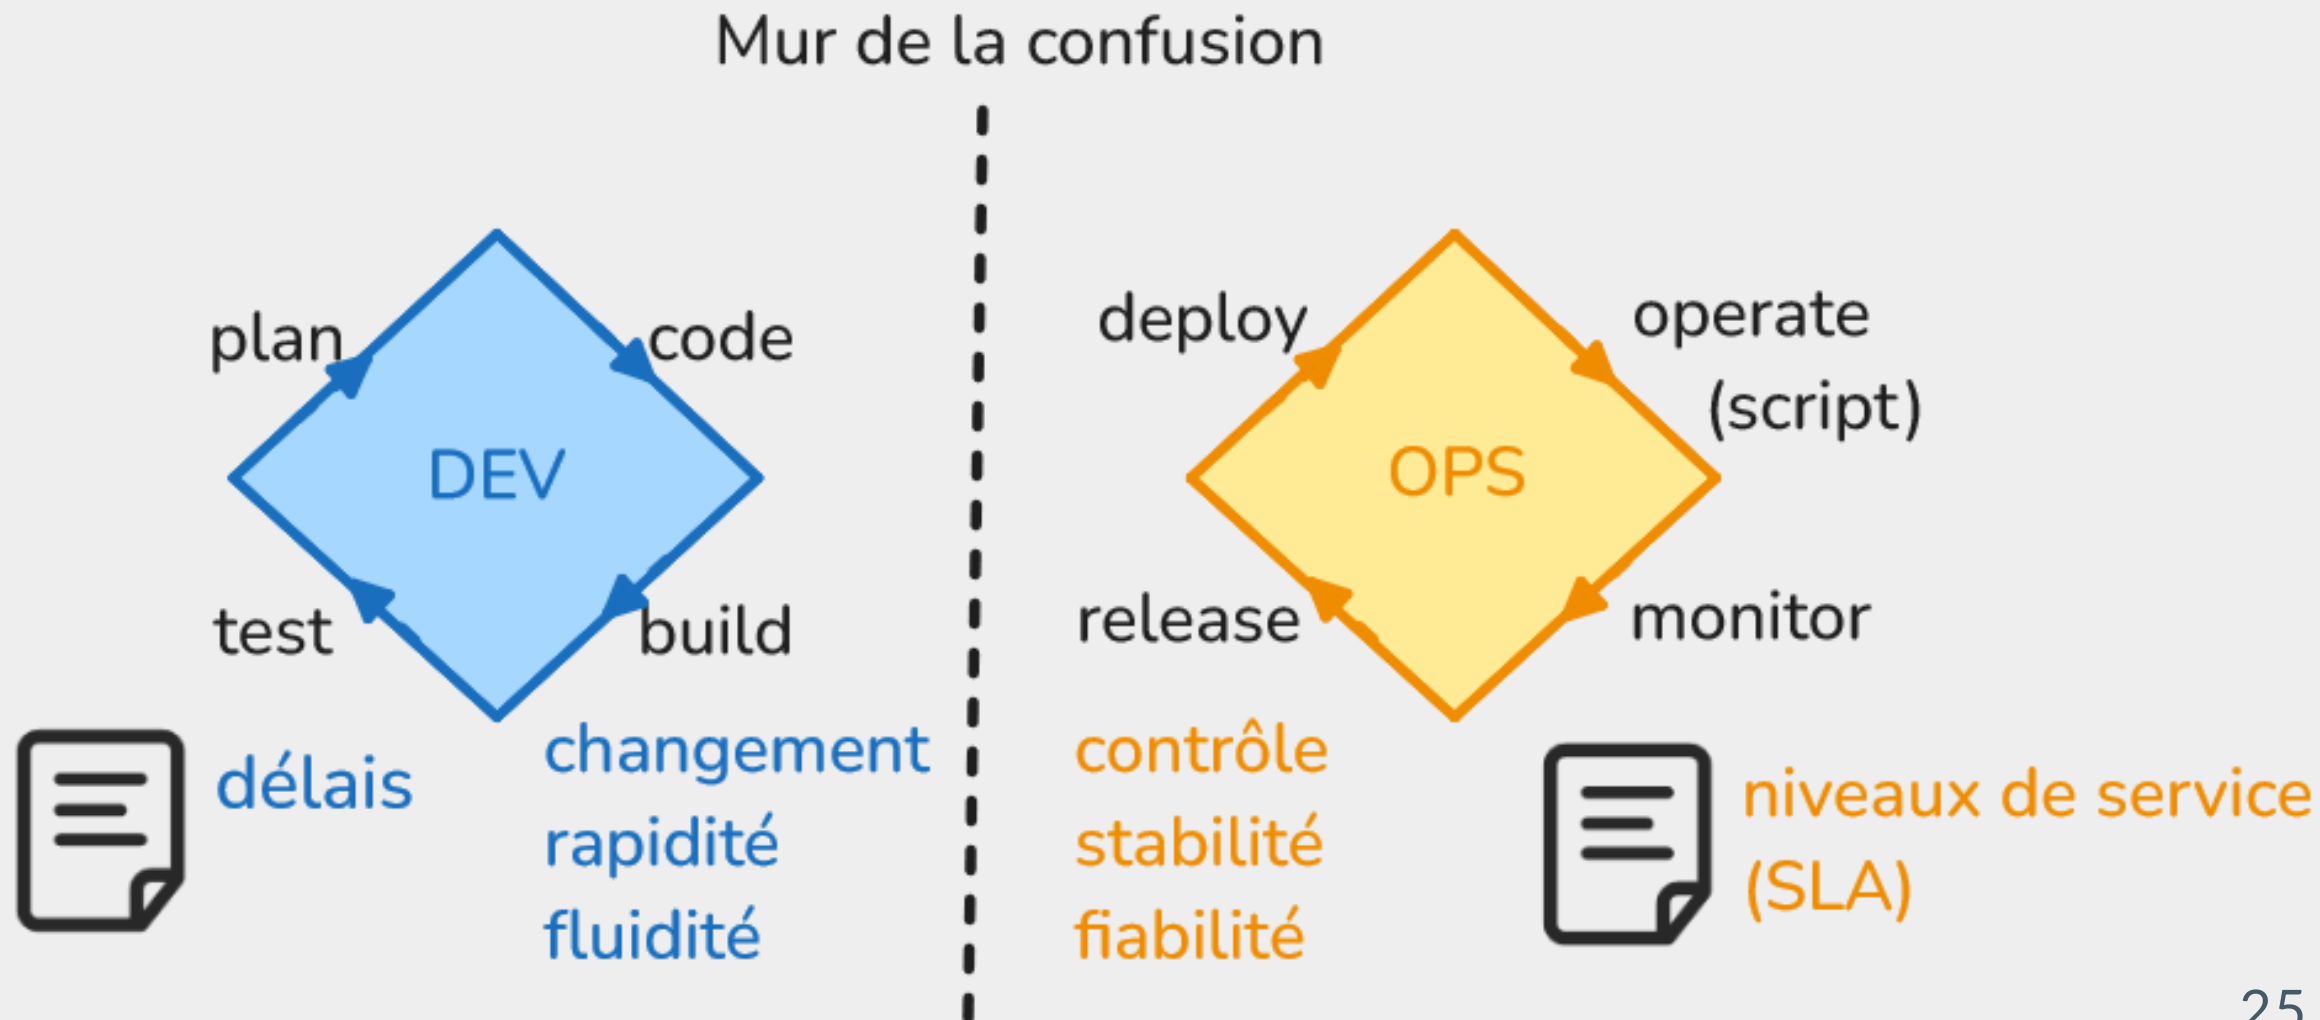 Mur de la confusion
plan
code
DEV
test
build
délais
changement
rapidité
fluidité
deploy
operate
(script)
OPS
release
monitor
contrôle
stabilité
fiabilité
niveaux de service
(SLA)
25